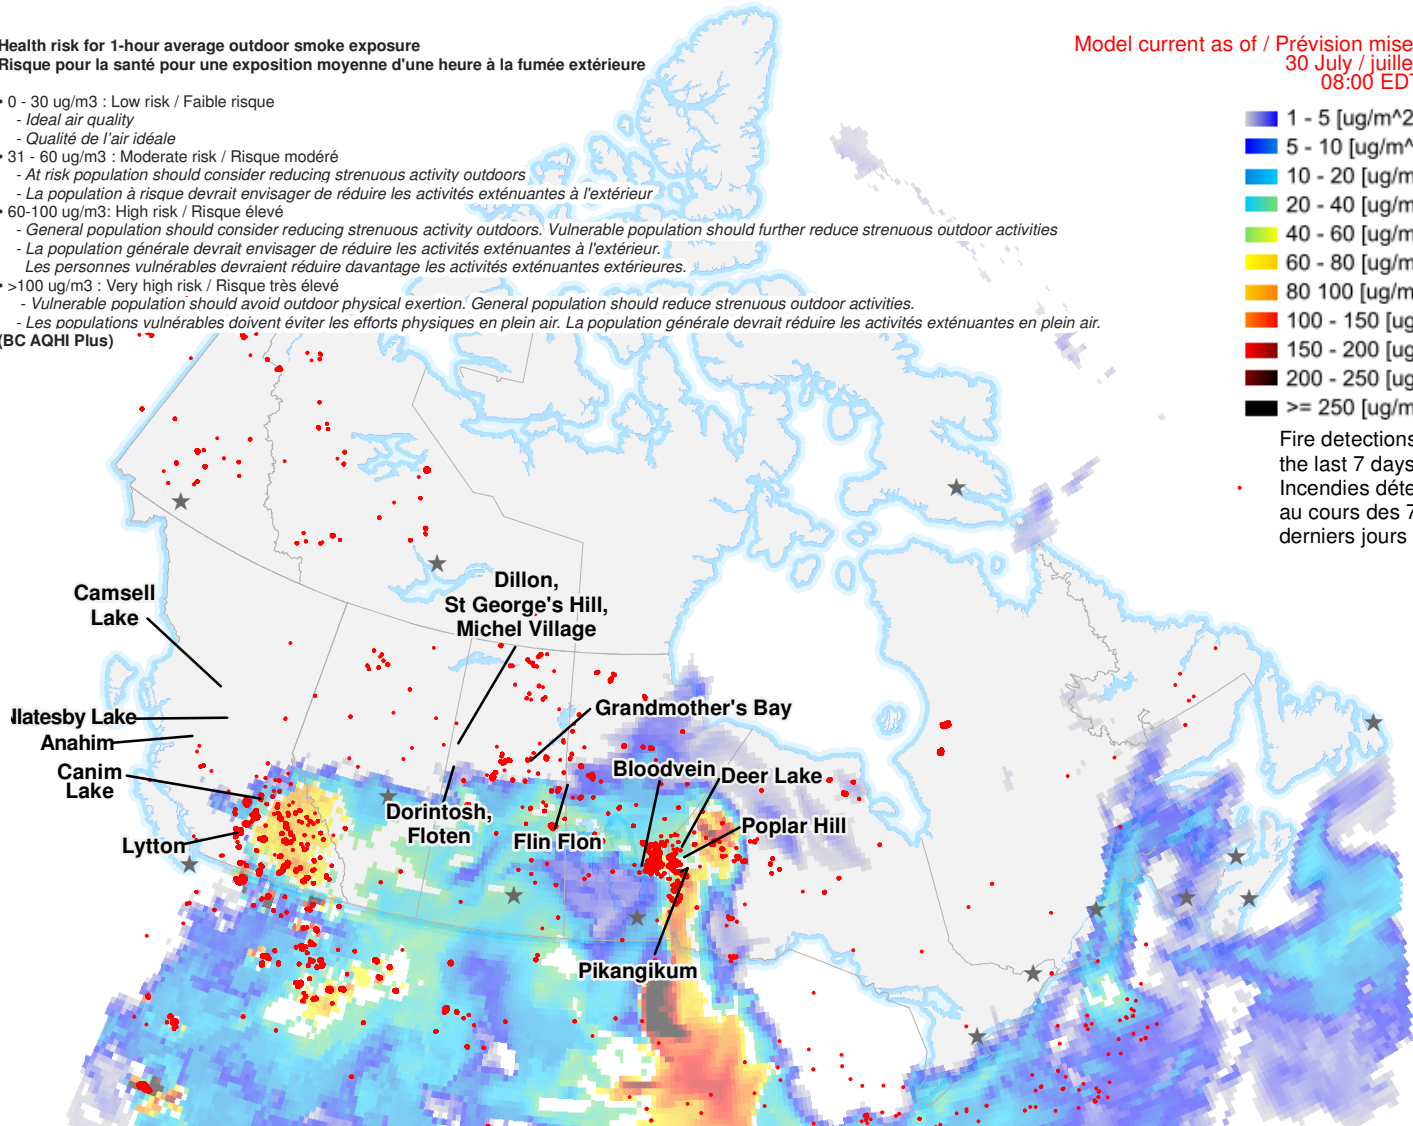 Health risk for 1-hour average outdoor smoke exposure
Risque pour la santé pour une exposition moyenne d'une heure à la fumée extérieure
• 0 - 30 ug/m3 : Low risk / Faible risque
- Ideal air quality
- Qualité de l'air idéale
• 31 - 60 ug/m3 : Moderate risk / Risque modéré
- At risk population should consider reducing strenuous activity outdoors
- La population à risque devrait envisager de réduire les activités exténuantes à l'extérieur
• 60-100 ug/m3: High risk / Risque élevé
- General population should consider reducing strenuous activity outdoors. Vulnerable population should further reduce strenuous outdoor activities
- La population générale devrait envisager de réduire les activités exténuantes à l'extérieur.
Les personnes vulnérables devraient réduire davantage les activités exténuantes extérieures.
• >100 ug/m3 : Very high risk / Risque très élevé
- Vulnerable population should avoid outdoor physical exertion. General population should reduce strenuous outdoor activities.
- Les populations vulnérables doivent éviter les efforts physiques en plein air. La population générale devrait réduire les activités exténuantes en plein air.
(BC AQHI Plus)
Model current as of / Prévision mise
30 July / juille
08:00 EDT
1 - 5 [ug/m^2
5 - 10 [ug/m^
10 - 20 [ug/m
20 - 40 [ug/m
40 - 60 [ug/m
60 - 80 [ug/m
80 100 [ug/m
100 - 150 [ug
150 - 200 [ug
200 - 250 [ug
>= 250 [ug/m
Fire detections
the last 7 days
Incendies déte
au cours des 7
derniers jours
Camsell
Lake
Dillon,
St George's Hill,
Michel Village
llatesby Lake
Anahim
Canim
Lake
Lytton
Grandmother's Bay
Bloodvein
Deer Lake
Dorintosh,
Floten
Flin Flon
Poplar Hill
Pikangikum